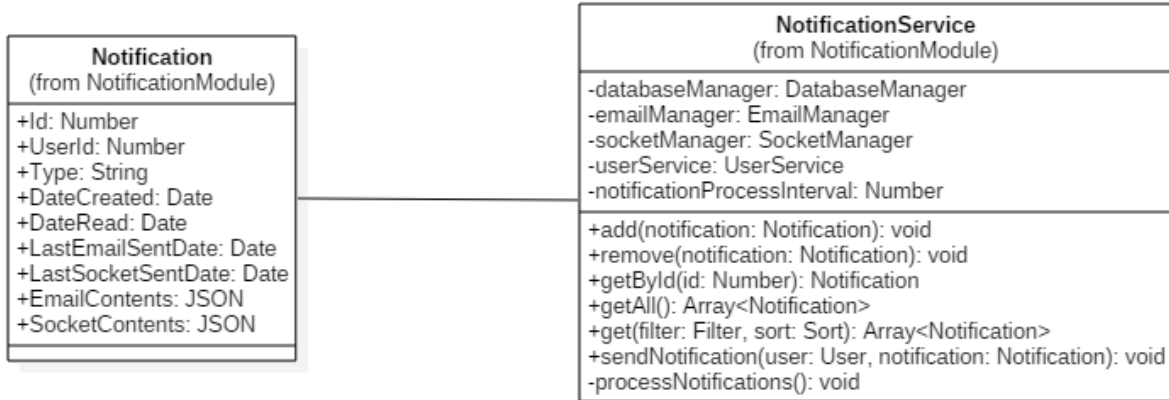 Notification
(from NotificationModule)
+Id: Number
+UserId: Number
+Type: String
+DateCreated: Date
+DateRead: Date
+LastEmailSentDate: Date
+LastSocketSentDate: Date
+EmailContents: JSON
+SocketContents: JSON
NotificationService
(from NotificationModule)
-databaseManager: DatabaseManager
-emailManager: EmailManager
-socketManager: SocketManager
-userService: UserService
-notificationProcessInterval: Number
+add(notification: Notification): void
+remove(notification: Notification): void
+getById(id: Number): Notification
+getAll(): Array<Notification>
+get(filter: Filter, sort: Sort): Array<Notification>
+sendNotification(user: User, notification: Notification): void
-processNotifications(): void